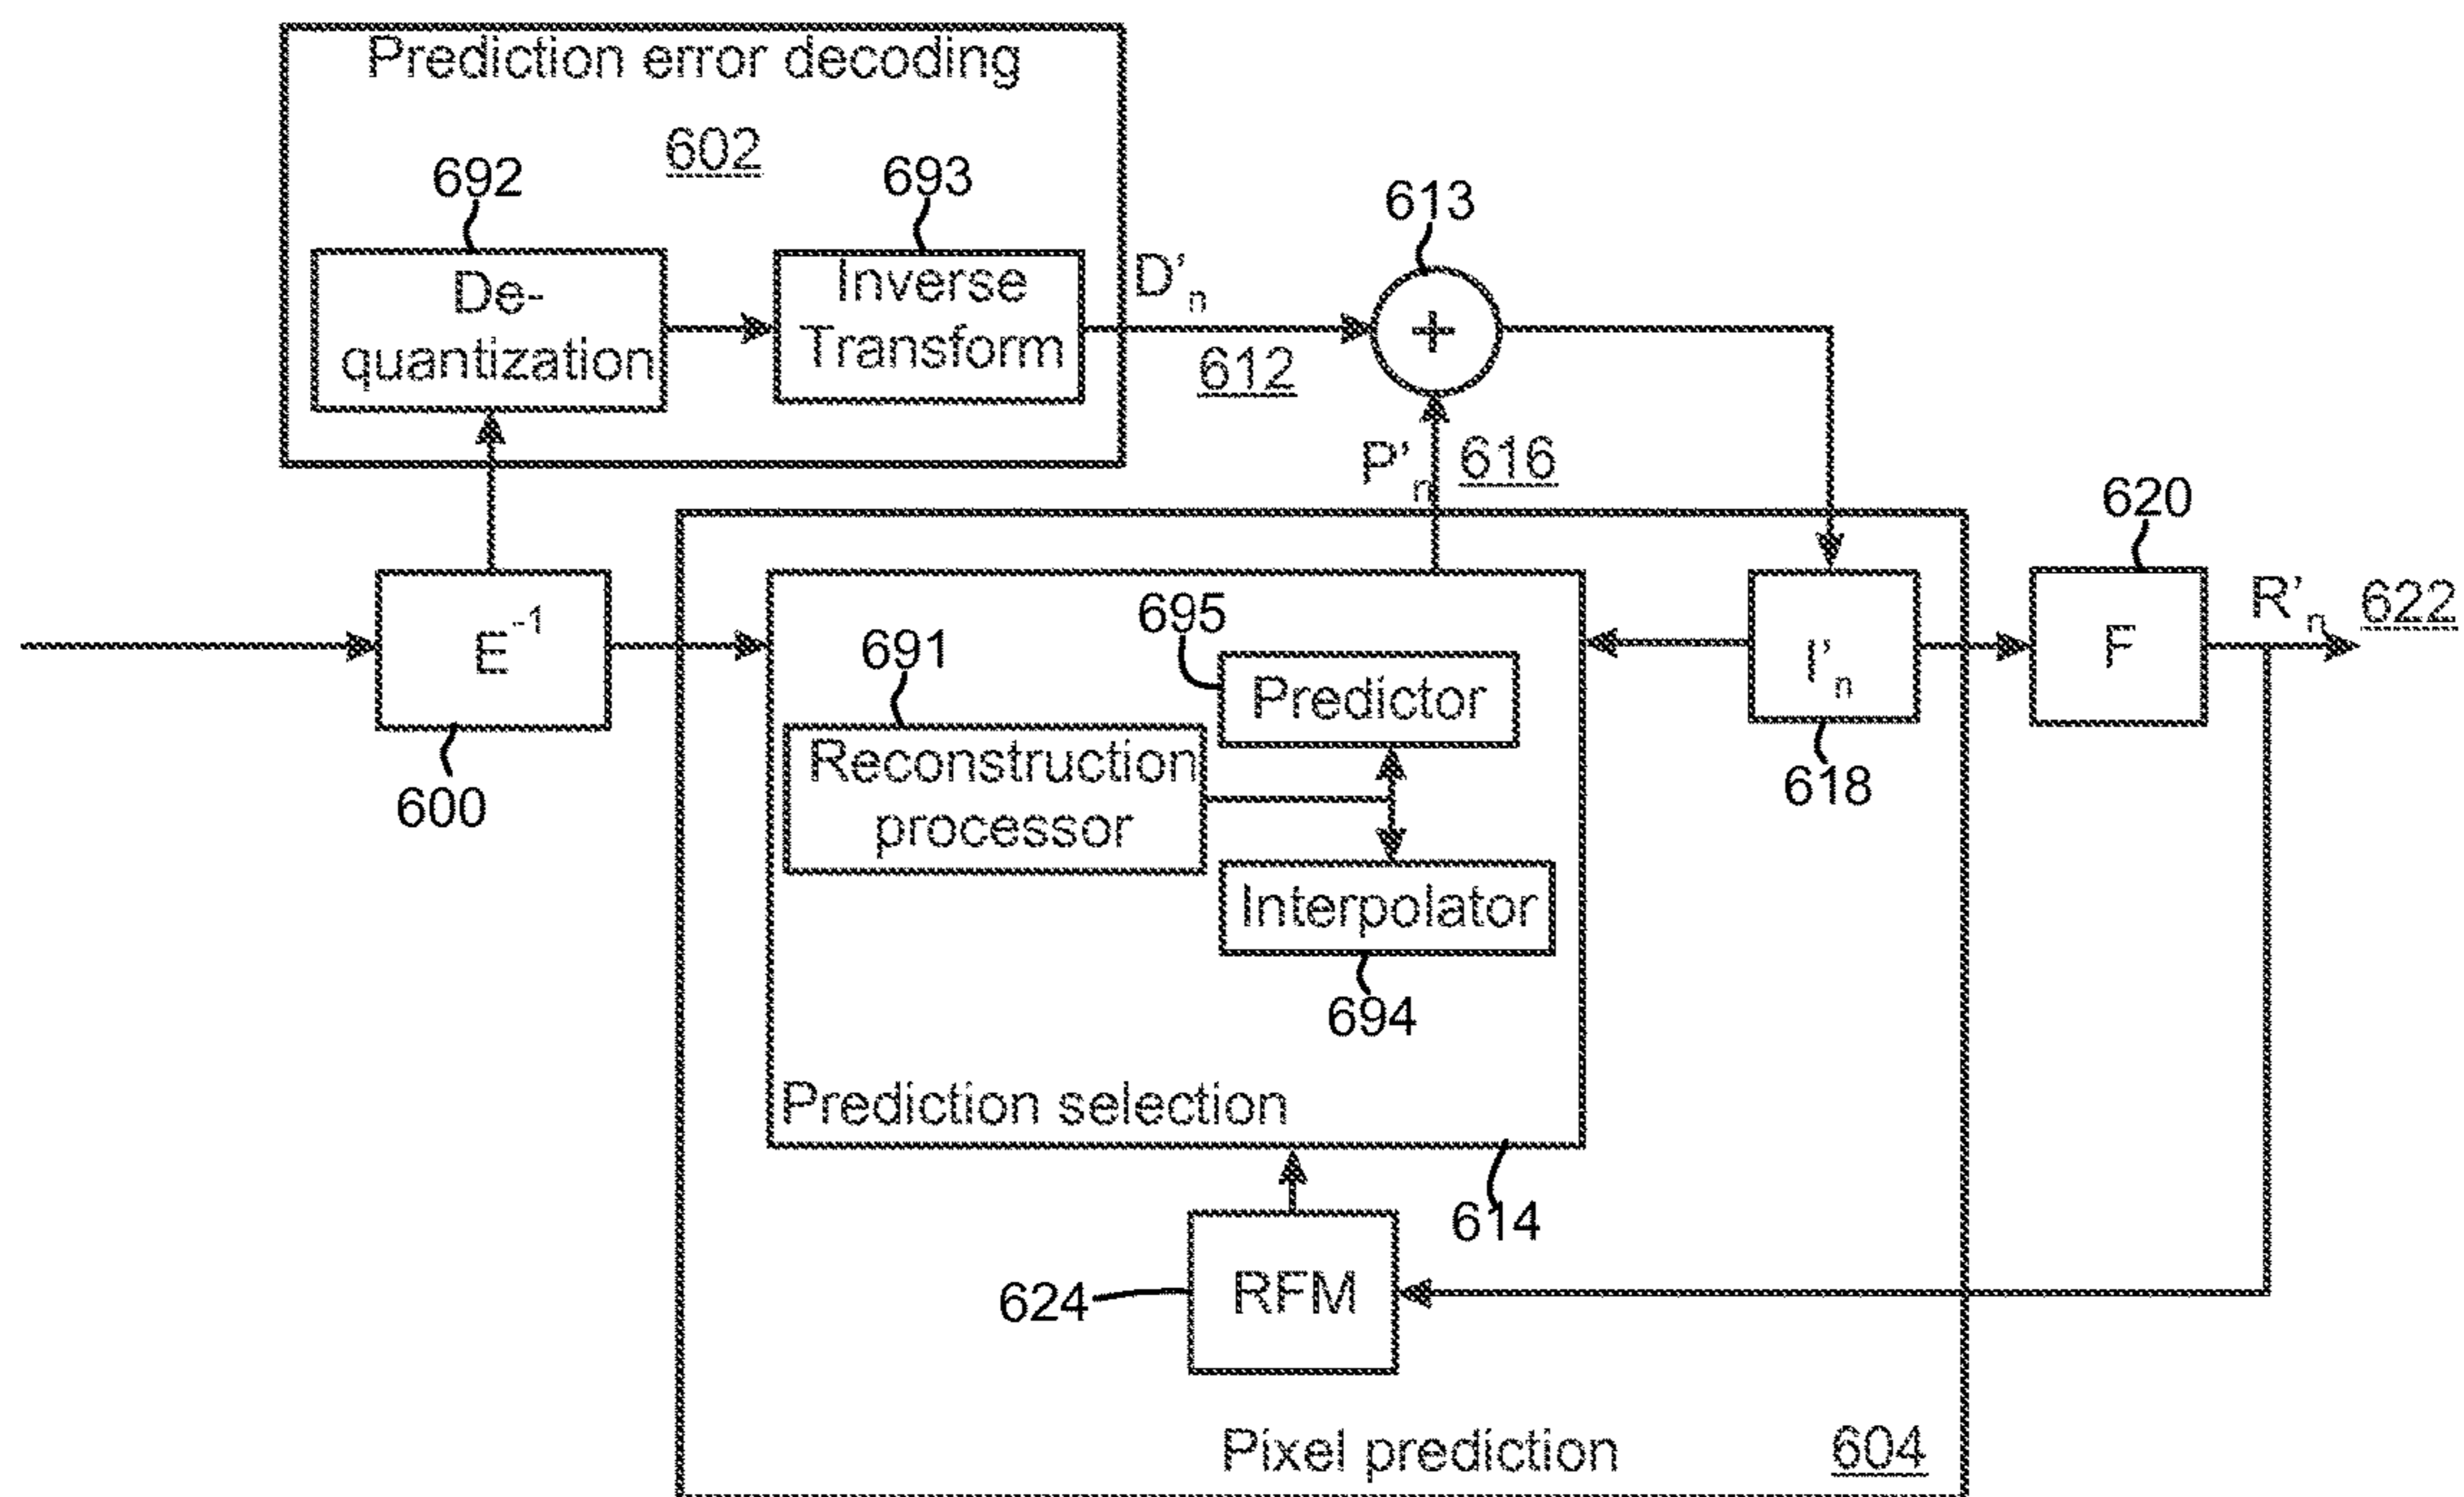 Prediction error decoding
602
692
693
De-
quantization
Inverse
Transform
D'n
612
613
+
P'n
616
620
E-1
600
691
695
Predictor
Reconstruction
processor
Interpolator
694
Prediction selection
614
I'n
618
F
R'n
622
624
RFM
Pixel prediction
604